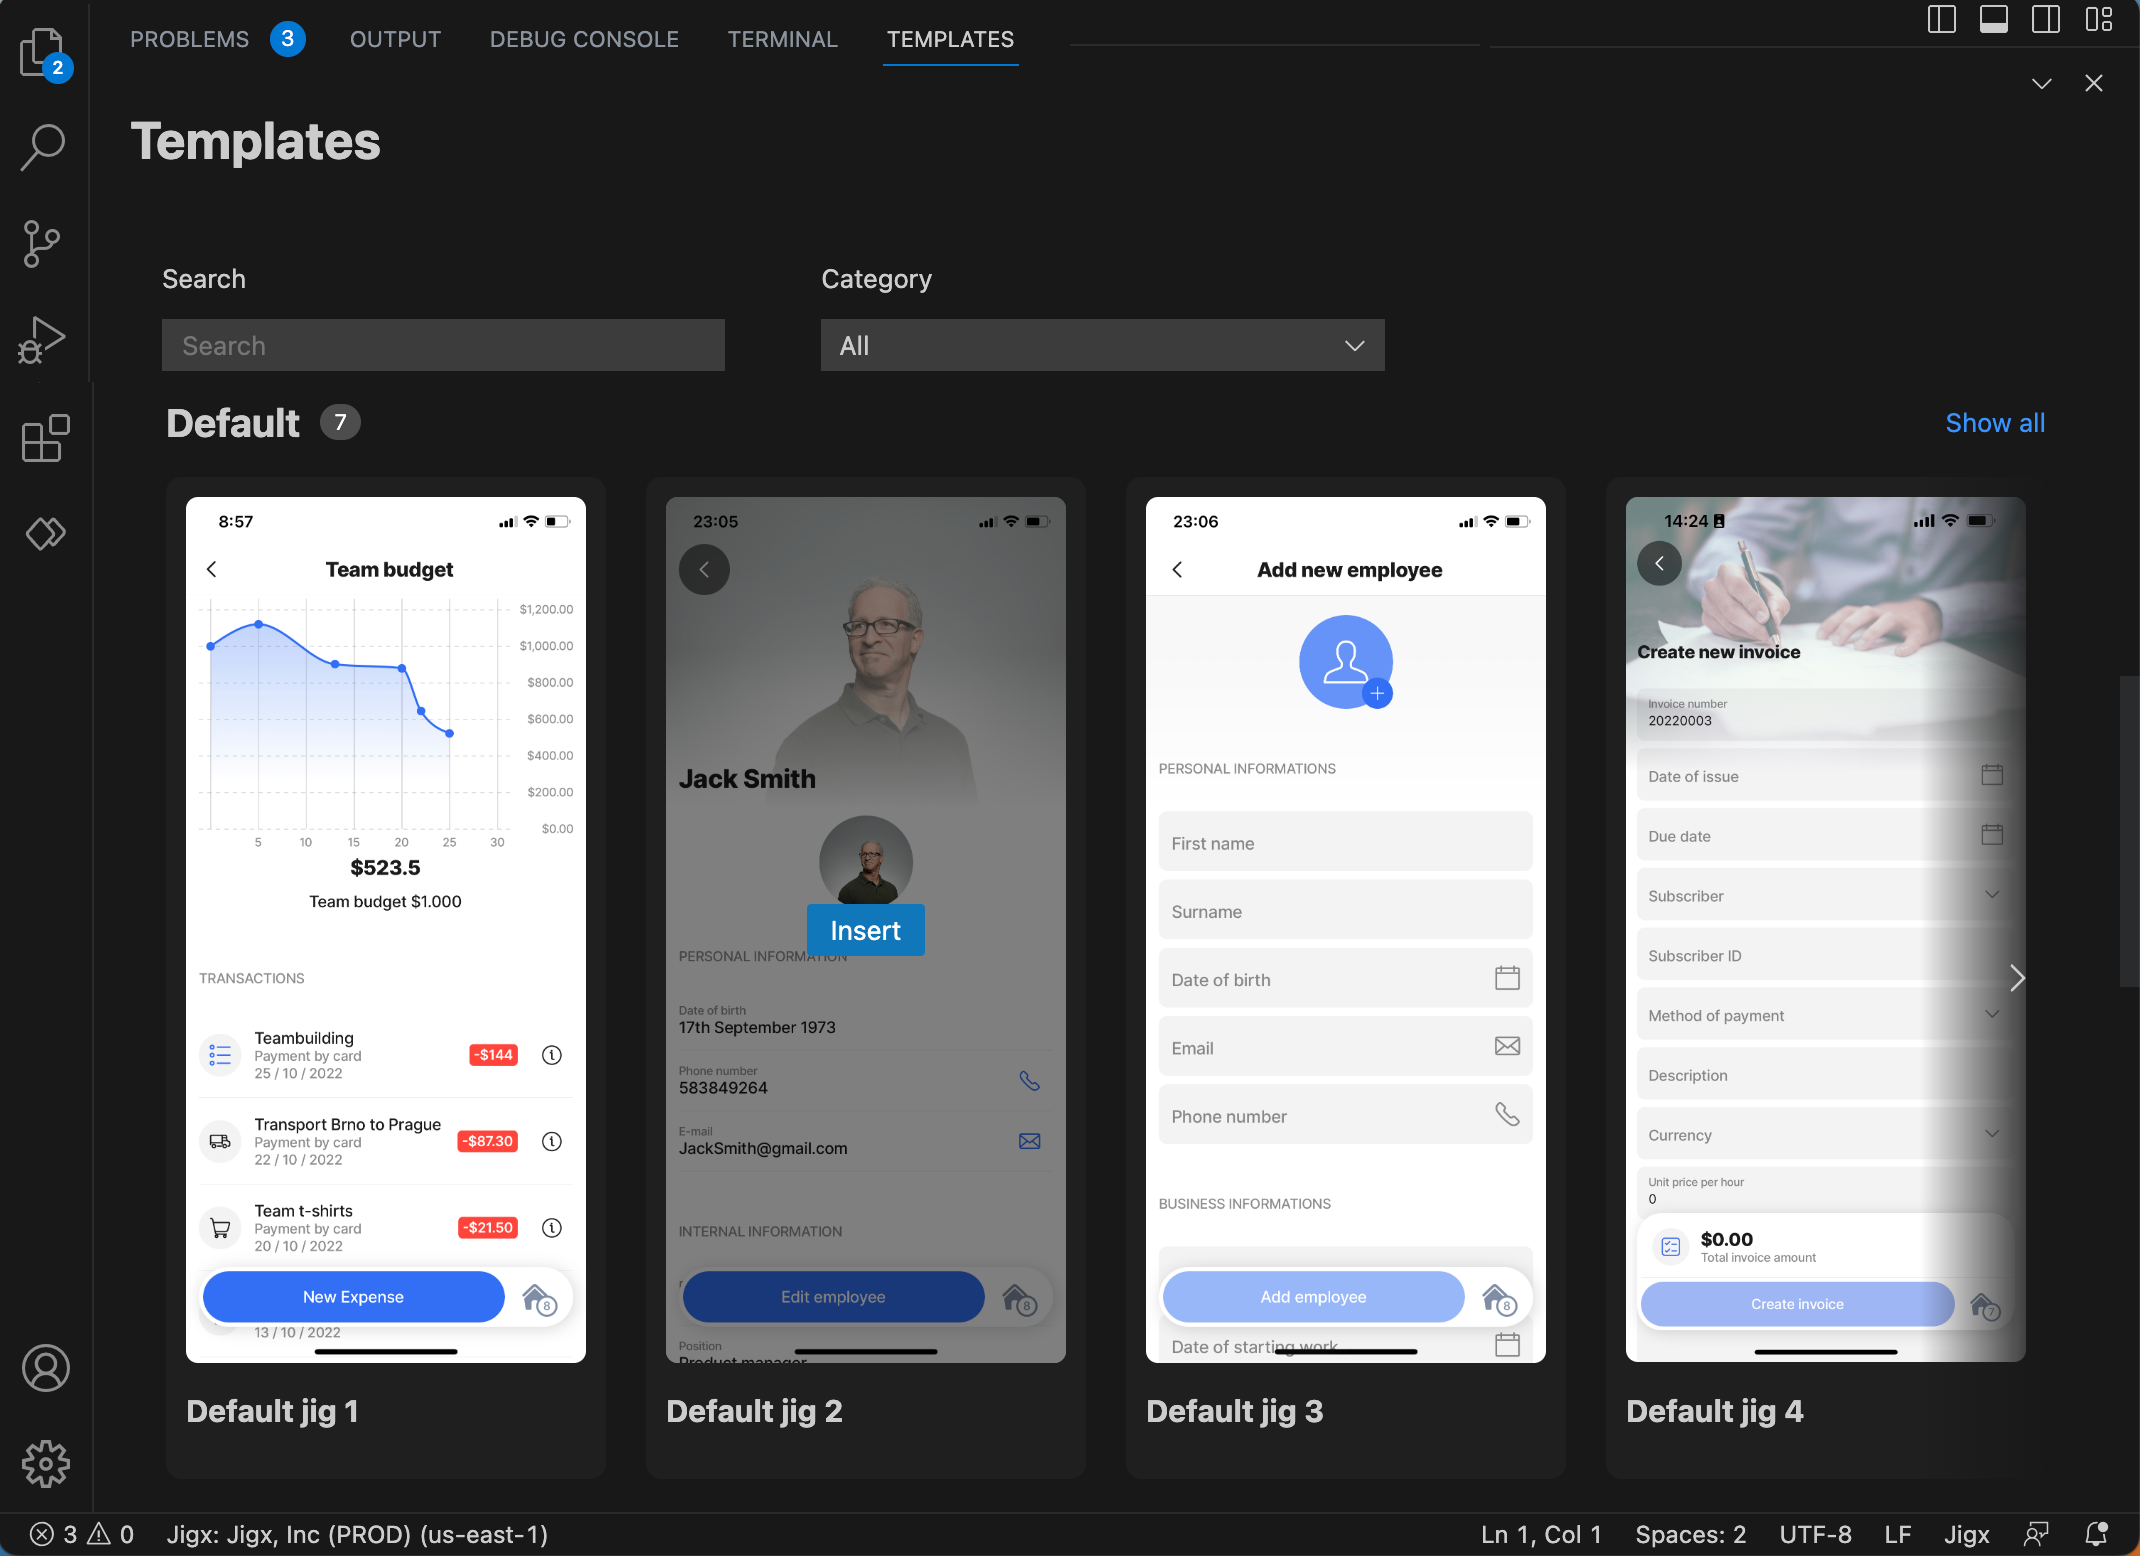 PROBLEMS 3 OUTPUT DEBUG CONSOLE TERMINAL TEMPLATES
2
Templates
Search
Category
Search
All
Default 7
Show all
8:57
Team budget
$1,200.00
$1,000.00
$800.00
$600.00
$400.00
$200.00
$0.00
5 10 15 20 25 30
$523.5
Team budget $1.000
TRANSACTIONS
Teambuilding
Payment by card
25 / 10 / 2022
-$144
Transport Brno to Prague
Payment by card
22 / 10 / 2022
-$87.30
Team t-shirts
Payment by card
20 / 10 / 2022
-$21.50
New Expense
8
13 / 10 / 2022
Default jig 1
23:05
Jack Smith
Insert
PERSONAL INFORMATION
Date of birth
17th September 1973
Phone number
583849264
E-mail
JackSmith@gmail.com
INTERNAL INFORMATION
Edit employee
8
Position
Product manager
Default jig 2
23:06
Add new employee
PERSONAL INFORMATIONS
First name
Surname
Date of birth
Email
Phone number
BUSINESS INFORMATIONS
Add employee
8
Date of starting work
Default jig 3
14:24
Create new invoice
Invoice number
20220003
Date of issue
Due date
Subscriber
Subscriber ID
Method of payment
Description
Currency
Unit price per hour
0
$0.00
Total invoice amount
Create invoice
7
Default jig 4
3 0 Jigx: Jigx, Inc (PROD) (us-east-1)
Ln 1, Col 1 Spaces: 2 UTF-8 LF Jigx